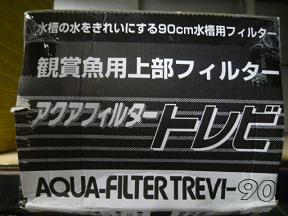 水槽の水をきれいにする90cm水槽用フィルター
観賞魚用上部フィルター
アクアフィルター
トレビ
AQUA-FILTER TREVI-90